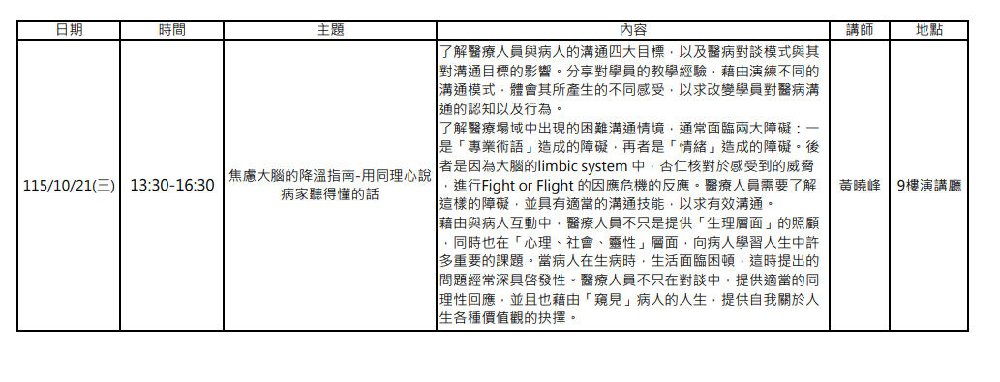 日期 時間 主題 內容 講師 地點
115/10/21(三) 13:30-16:30
焦慮大腦的降溫指南-用同理心說
病家聽得懂的話
了解醫療人員與病人的溝通四大目標，以及醫病對談模式與其
對溝通目標的影響。分享對學員的教學經驗，藉由演練不同的
溝通模式，體會其所產生的不同感受，以求改變學員對醫病溝
通的認知以及行為。
了解醫療場域中出現的困難溝通情境，通常面臨兩大障礙：一
是「專業術語」造成的障礙，再者是「情緒」造成的障礙。後
者是因為大腦的limbic system 中，杏仁核對於感受到的威脅
，進行Fight or Flight 的因應危機的反應。醫療人員需要了解
這樣的障礙，並具有適當的溝通技能，以求有效溝通。
藉由與病人互動中，醫療人員不只是提供「生理層面」的照顧
，同時也在「心理、社會、靈性」層面，向病人學習人生中許
多重要的課題。當病人在生病時，生活面臨困頓，這時提出的
問題經常深具啓發性。醫療人員不只在對談中，提供適當的同
理性回應，並且也藉由「窺見」病人的人生，提供自我關於人
生各種價值觀的抉擇。
黃曉峰
9樓演講廳